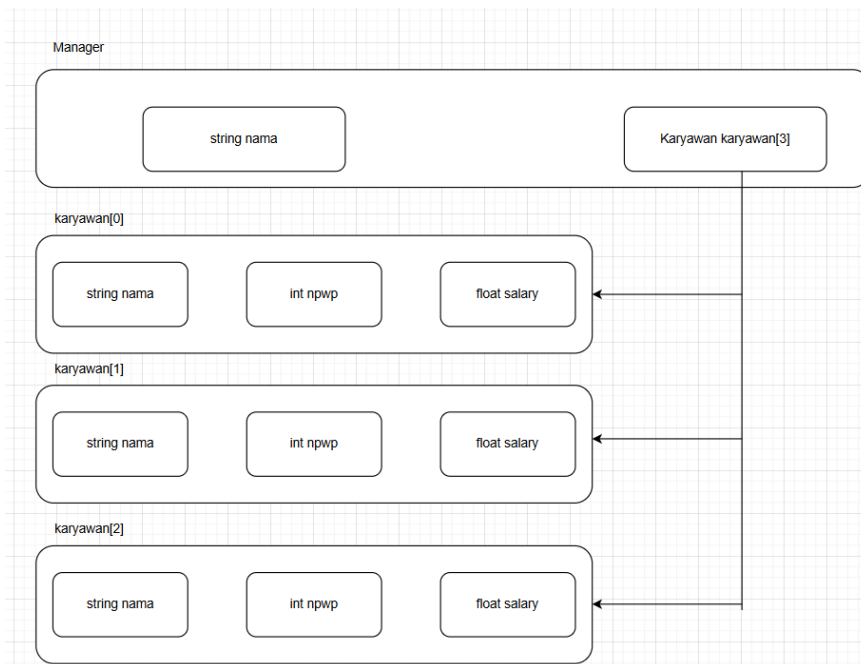 Manager
string nama
Karyawan karyawan[3]
karyawan[0]
string nama
int npwp
float salary
karyawan[1]
string nama
int npwp
float salary
karyawan[2]
string nama
int npwp
float salary